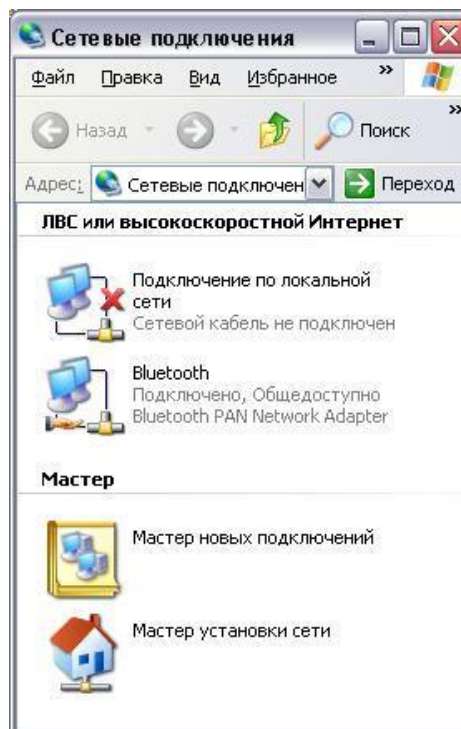 Сетевые подключения
Файл Правка Вид Избранное »
Назад Поиск »
Адрес: Сетевые подключен Переход
ЛВС или высокоскоростной Интернет
Подключение по локальной
сети
Сетевой кабель не подключен
Bluetooth
Подключено, Общедоступно
Bluetooth PAN Network Adapter
Мастер
Мастер новых подключений
Мастер установки сети